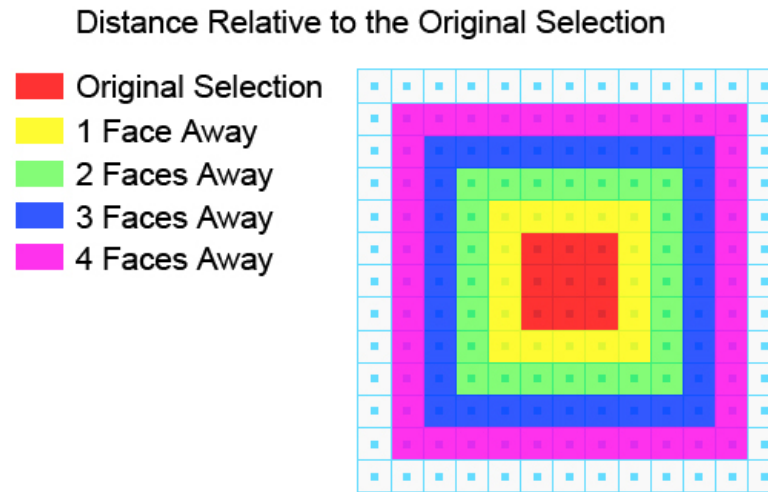 Distance Relative to the Original Selection
Original Selection
1 Face Away
2 Faces Away
3 Faces Away
4 Faces Away